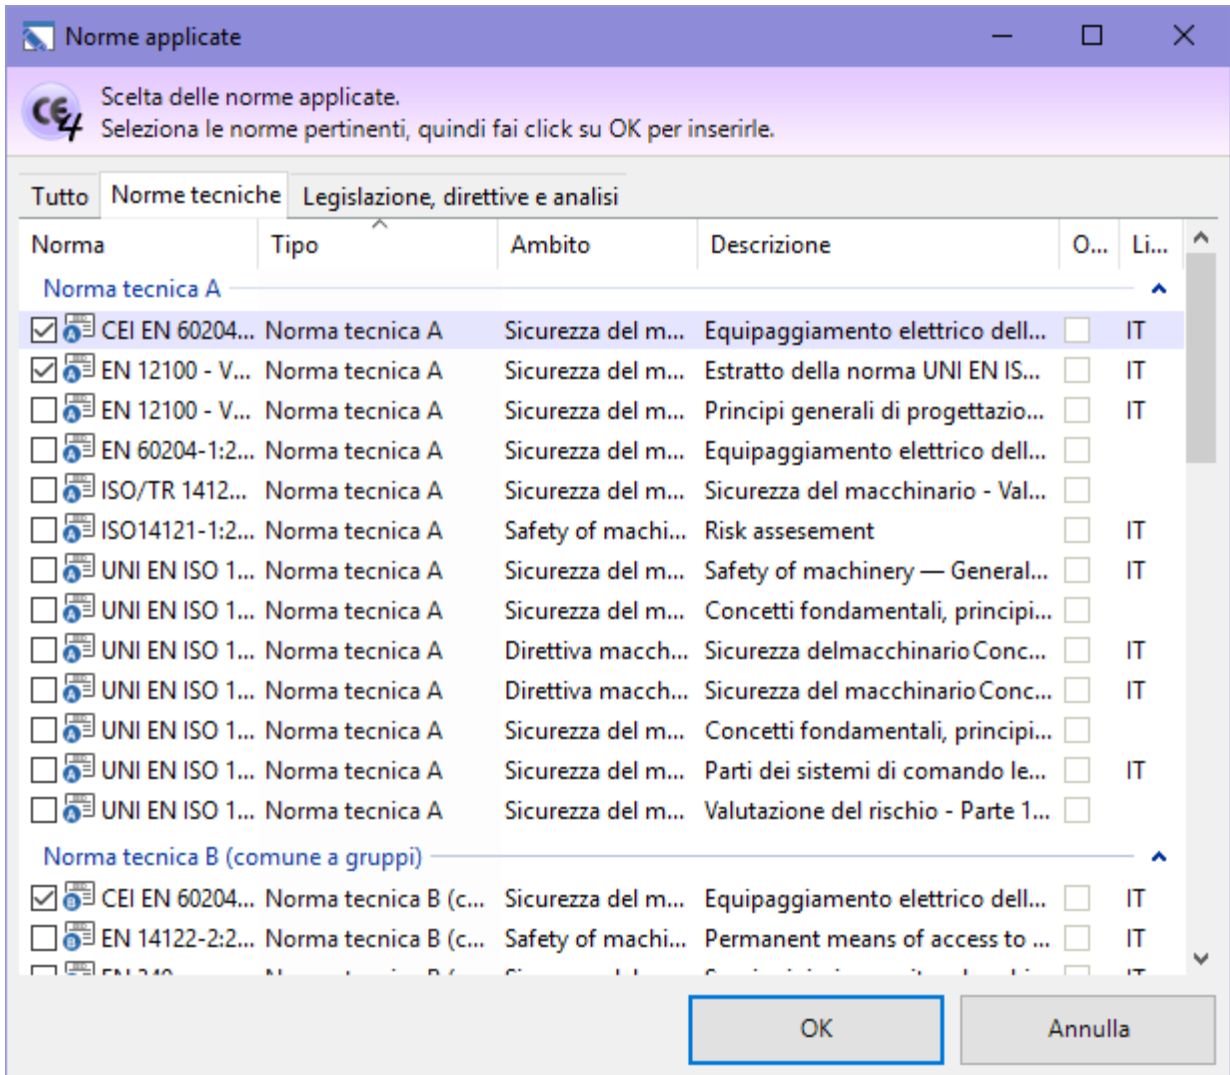 Norme applicate
Scelta delle norme applicate.
Seleziona le norme pertinenti, quindi fai click su OK per inserirle.
Tutto Norme tecniche Legislazione, direttive e analisi
Norma Tipo Ambito Descrizione O... Li...
Norma tecnica A
CEI EN 60204... Norma tecnica A Sicurezza del m... Equipaggiamento elettrico dell... IT
EN 12100 - V... Norma tecnica A Sicurezza del m... Estratto della norma UNI EN IS... IT
EN 12100 - V... Norma tecnica A Sicurezza del m... Principi generali di progettazio... IT
EN 60204-1:2... Norma tecnica A Sicurezza del m... Equipaggiamento elettrico dell...
ISO/TR 1412... Norma tecnica A Sicurezza del m... Sicurezza del macchinario - Val...
ISO14121-1:2... Norma tecnica A Safety of machi... Risk assesement IT
UNI EN ISO 1... Norma tecnica A Sicurezza del m... Safety of machinery — General... IT
UNI EN ISO 1... Norma tecnica A Sicurezza del m... Concetti fondamentali, principi...
UNI EN ISO 1... Norma tecnica A Direttiva macch... Sicurezza delmacchinario Conc... IT
UNI EN ISO 1... Norma tecnica A Direttiva macch... Sicurezza del macchinario Conc... IT
UNI EN ISO 1... Norma tecnica A Sicurezza del m... Concetti fondamentali, principi...
UNI EN ISO 1... Norma tecnica A Sicurezza del m... Parti dei sistemi di comando le... IT
UNI EN ISO 1... Norma tecnica A Sicurezza del m... Valutazione del rischio - Parte 1...
Norma tecnica B (comune a gruppi)
CEI EN 60204... Norma tecnica B (c... Sicurezza del m... Equipaggiamento elettrico dell... IT
EN 14122-2:2... Norma tecnica B (c... Safety of machi... Permanent means of access to ... IT
OK Annulla